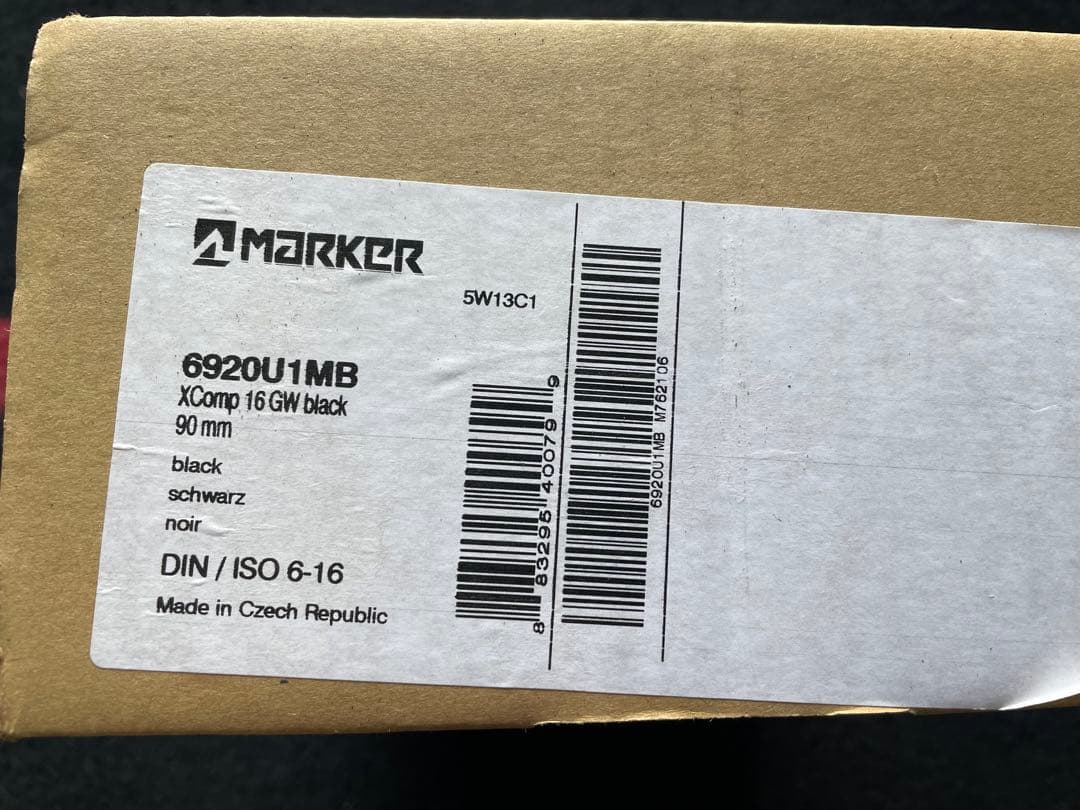 MARKER
5W13C1
6920U1MB
XComp 16 GW black
90 mm
black
schwarz
noir
DIN / ISO 6-16
Made in Czech Republic
8 83295 40079 9
6920U1MB M762106